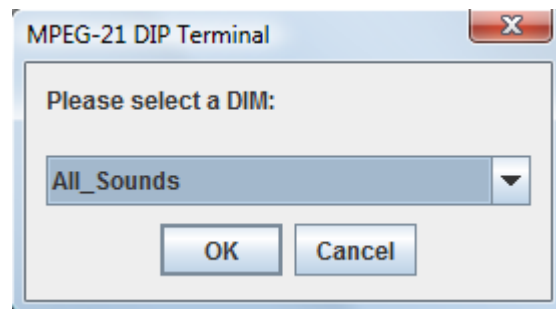 MPEG-21 DIP Terminal
Please select a DIM:
All_Sounds
OK Cancel